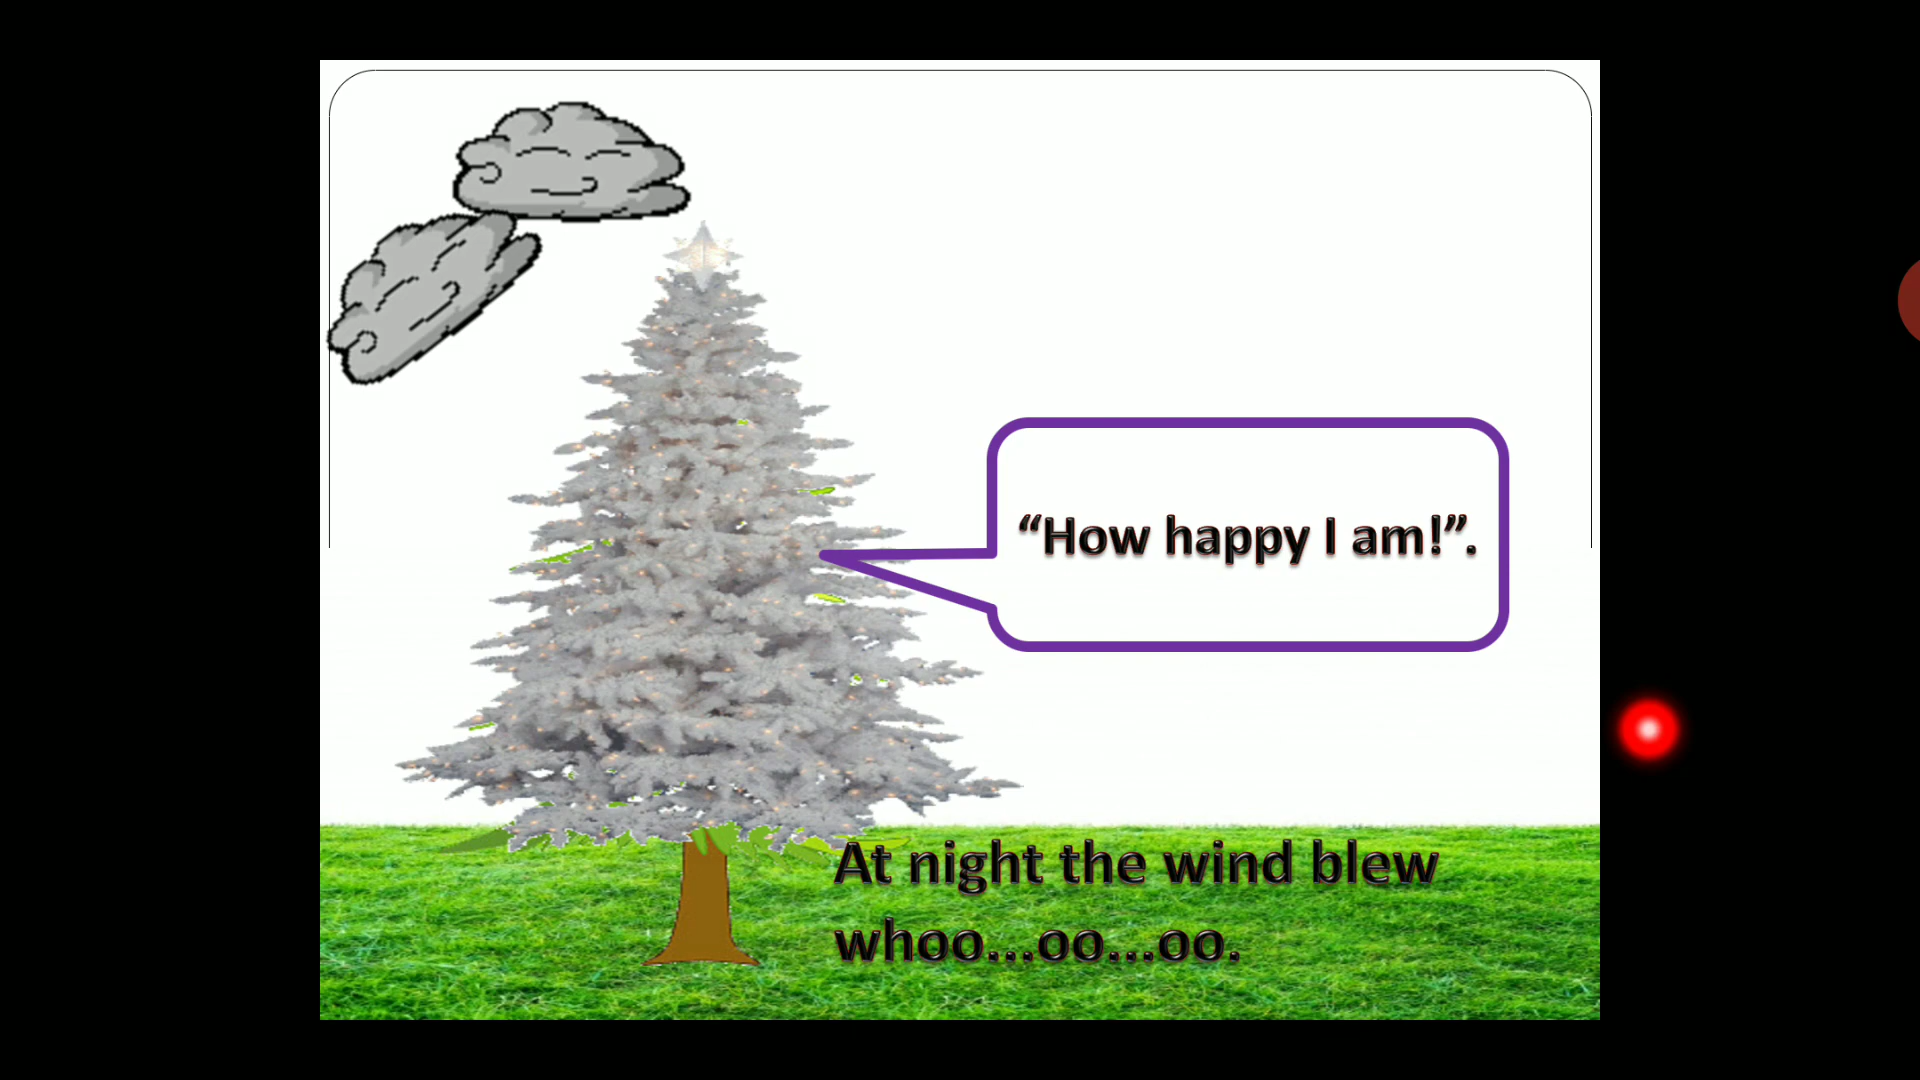 “How happy I am!”.
At night the wind blew
whoo...oo...oo.